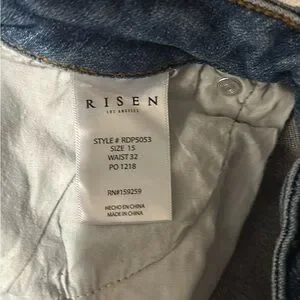 RISEN
LOS ANGELES
STYLE # RDP5053
SIZE 15
WAIST 32
PO 1218
RN#159259
HECHO EN CHINA
MADE IN CHINA